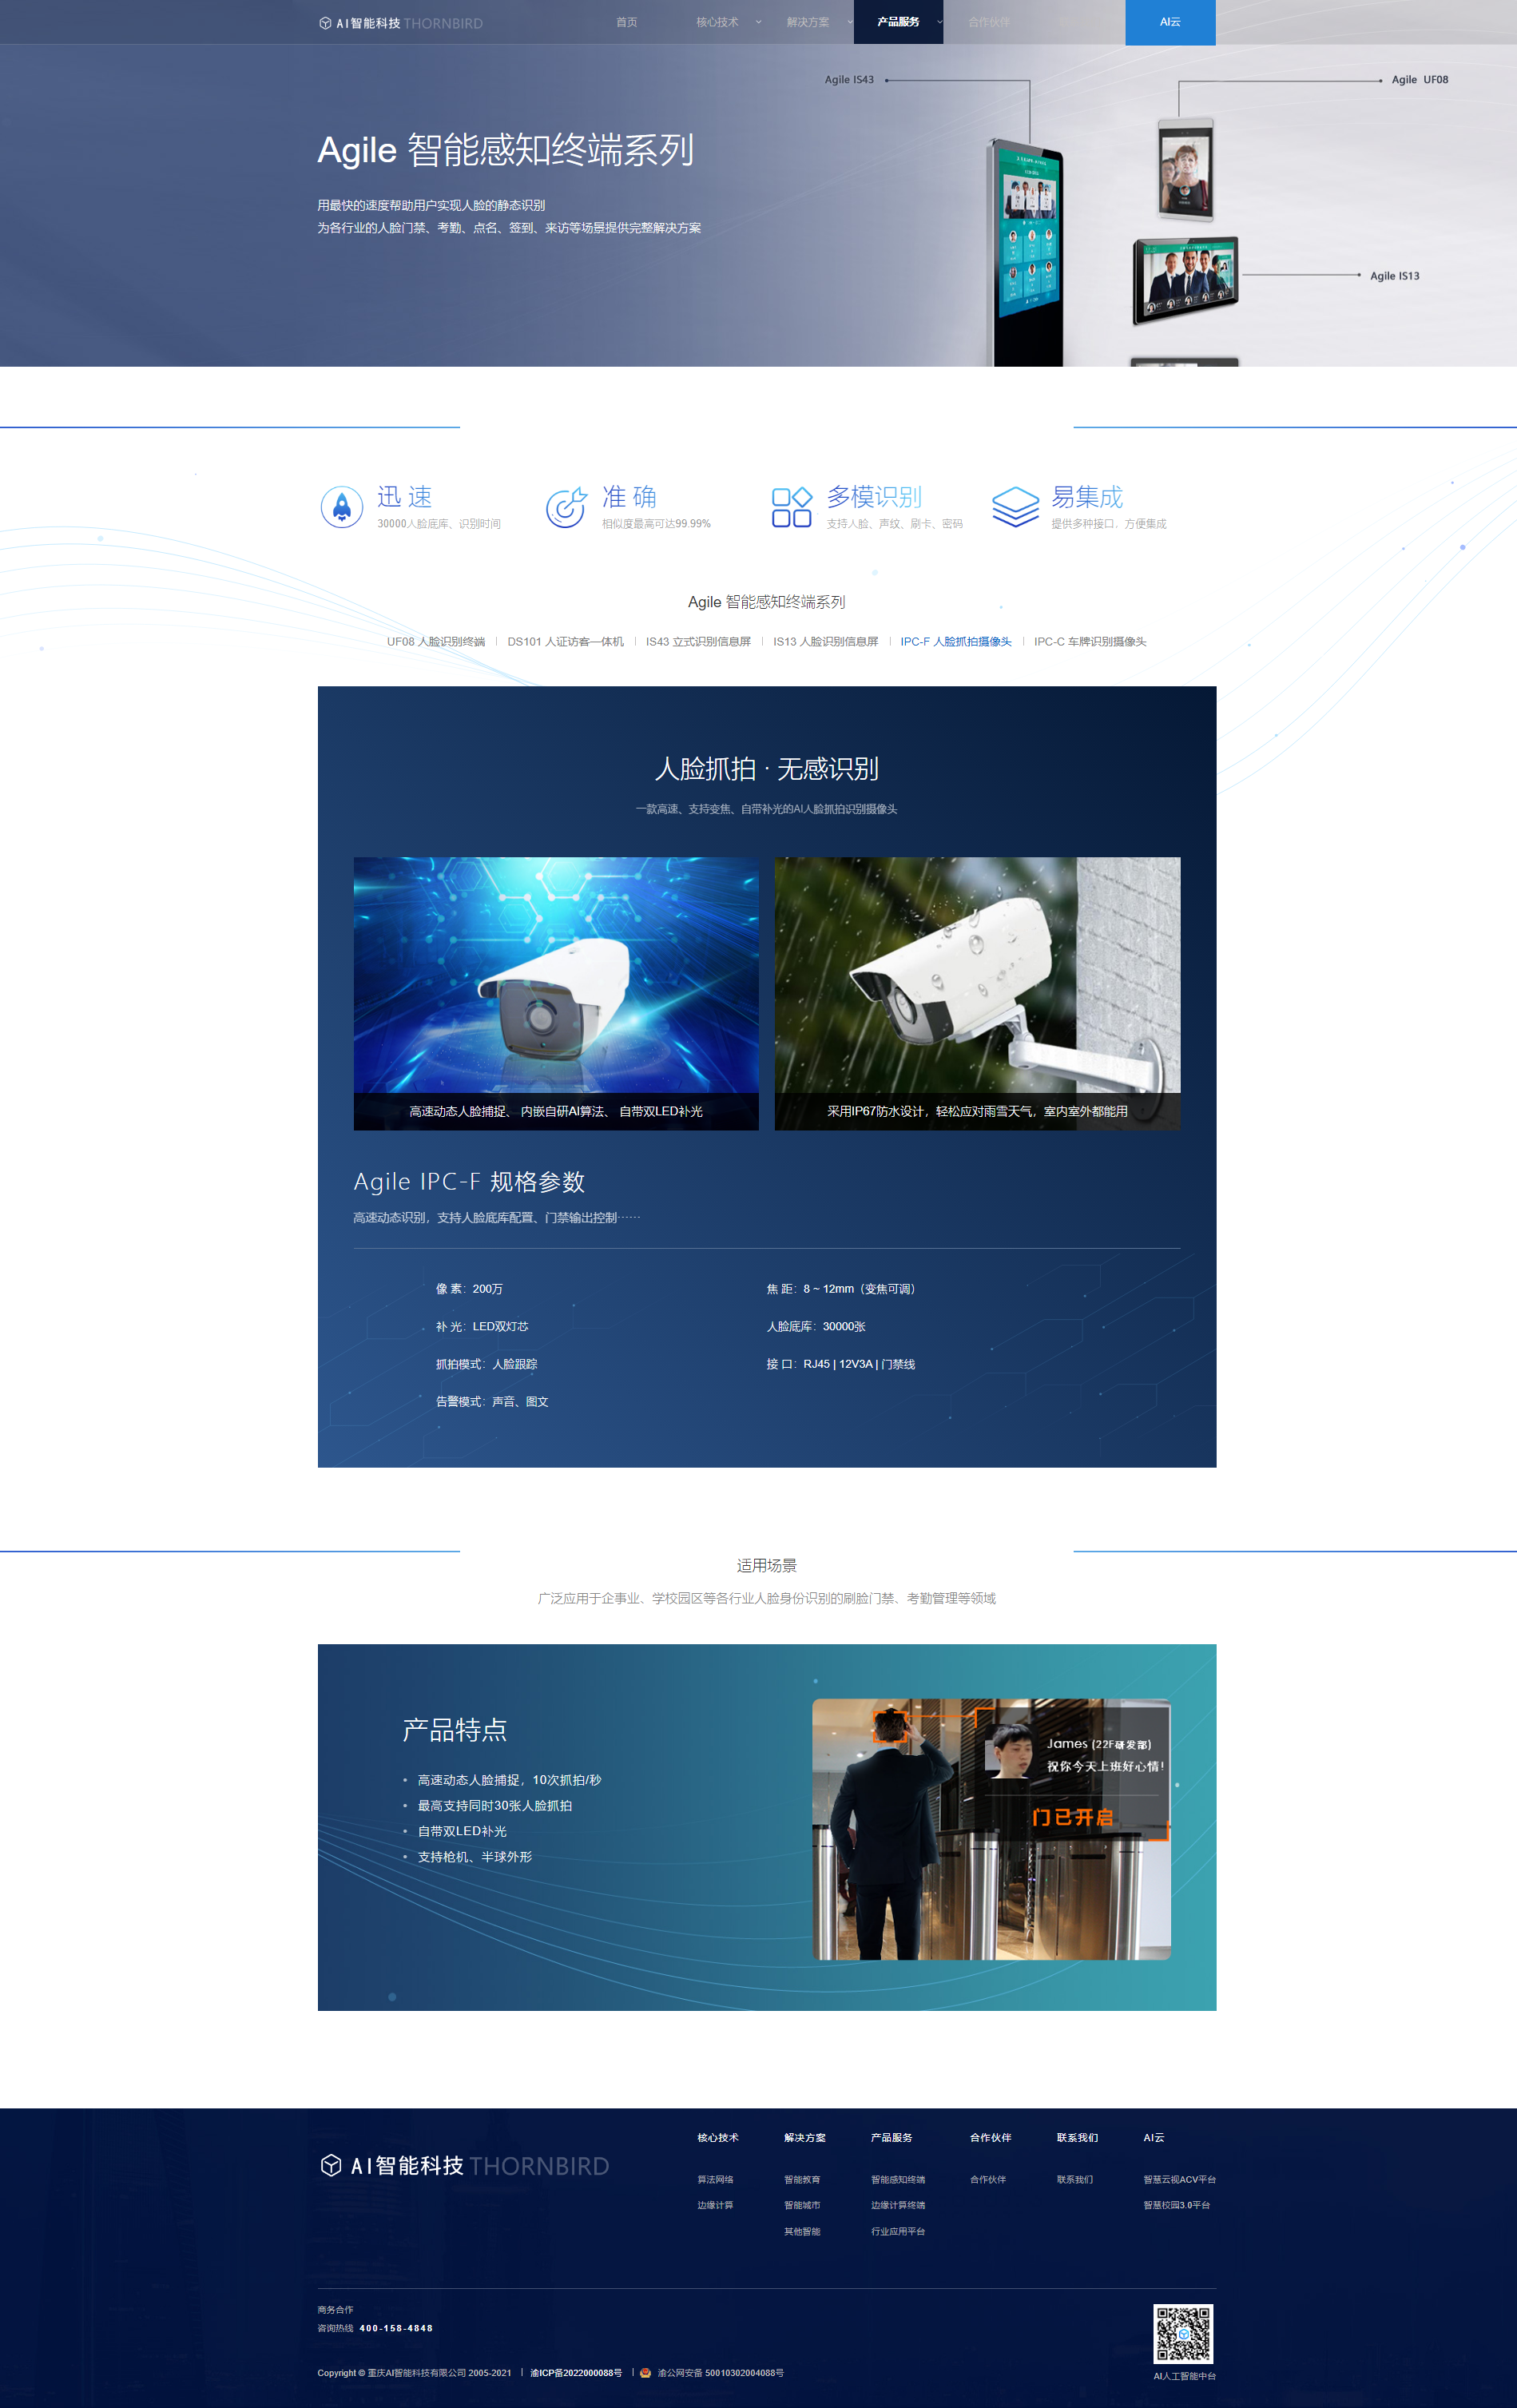 AI智能科技 THORNBIRD
首页
核心技术
解决方案
产品服务
合作伙伴
AI云
Agile IS43
Agile UF08
Agile 智能感知终端系列
用最快的速度帮助用户实现人脸的静态识别
为各行业的人脸门禁、考勤、点名、签到、来访等场景提供完整解决方案
Agile IS13
迅 速
30000人脸底库、识别时间
准 确
相似度最高可达99.99%
多模识别
支持人脸、声纹、刷卡、密码
易集成
提供多种接口，方便集成
Agile 智能感知终端系列
UF08 人脸识别终端
DS101 人证访客一体机
IS43 立式识别信息屏
IS13 人脸识别信息屏
IPC-F 人脸抓拍摄像头
IPC-C 车牌识别摄像头
人脸抓拍 · 无感识别
一款高速、支持变焦、自带补光的AI人脸抓拍识别摄像头
高速动态人脸捕捉、 内嵌自研AI算法、 自带双LED补光
采用IP67防水设计，轻松应对雨雪天气，室内室外都能用
Agile IPC-F 规格参数
高速动态识别，支持人脸底库配置、门禁输出控制······
像 素：200万
焦 距：8 ~ 12mm（变焦可调）
补 光：LED双灯芯
人脸底库：30000张
抓拍模式：人脸跟踪
接 口：RJ45 | 12V3A | 门禁线
告警模式：声音、图文
适用场景
广泛应用于企事业、学校园区等各行业人脸身份识别的刷脸门禁、考勤管理等领域
产品特点
• 高速动态人脸捕捉，10次抓拍/秒
• 最高支持同时30张人脸抓拍
• 自带双LED补光
• 支持枪机、半球外形
James (22F研发部)
祝你今天上班好心情!
门已开启
AI智能科技 THORNBIRD
核心技术
算法网络
边缘计算
解决方案
智能教育
智能城市
其他智能
产品服务
智能感知终端
边缘计算终端
行业应用平台
合作伙伴
合作伙伴
联系我们
联系我们
AI云
智慧云视ACV平台
智慧校园3.0平台
商务合作
咨询热线 400-158-4848
Copyright © 重庆AI智能科技有限公司 2005-2021 | 渝ICP备2022000088号 | 渝公网安备 50010302004088号
AI人工智能中台